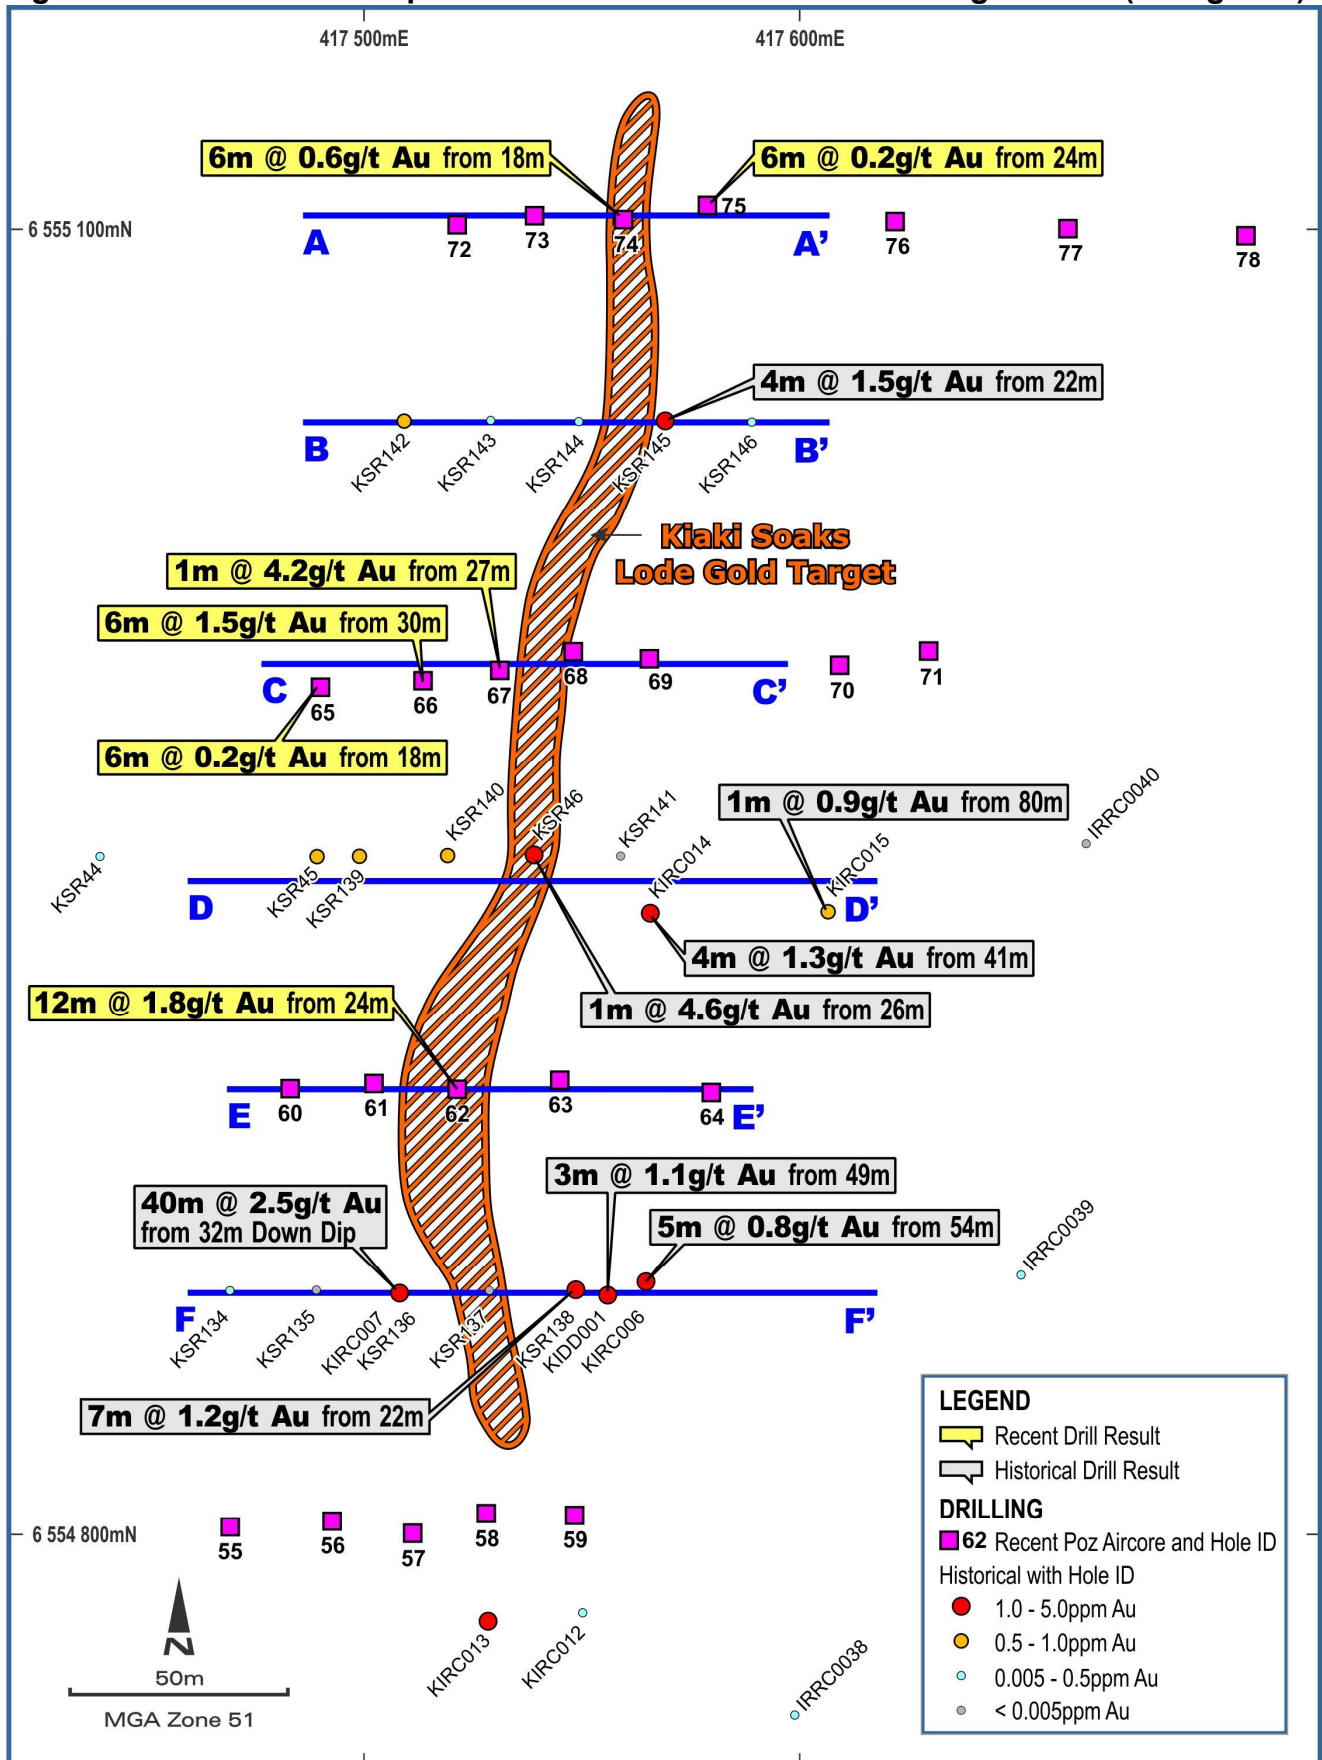 417 500mE
417 600mE
6m @ 0.6g/t Au from 18m
6m @ 0.2g/t Au from 24m
75
6 555 100mN
A
72
73
74
A’
76
77
78
4m @ 1.5g/t Au from 22m
B
KSR142
KSR143
KSR144
KSR145
KSR146
B’
Kiaki Soaks
Lode Gold Target
1m @ 4.2g/t Au from 27m
6m @ 1.5g/t Au from 30m
C
65
66
67
68
69
C’
70
71
6m @ 0.2g/t Au from 18m
1m @ 0.9g/t Au from 80m
KSR44
KSR45
KSR139
KSR140
KSR46
KSR141
KIRC014
KIRC015
IRRC0040
D
D’
4m @ 1.3g/t Au from 41m
12m @ 1.8g/t Au from 24m
1m @ 4.6g/t Au from 26m
E
60
61
62
63
64
E’
3m @ 1.1g/t Au from 49m
40m @ 2.5g/t Au
from 32m Down Dip
5m @ 0.8g/t Au from 54m
IRRC0039
F
KSR134
KSR135
KIRC007
KSR136
KSR137
KSR138
KIDD001
KIRC006
F’
7m @ 1.2g/t Au from 22m
6 554 800mN
55
56
57
58
59
KIRC013
KIRC012
IRRC0038
N
50m
MGA Zone 51
LEGEND
Recent Drill Result
Historical Drill Result
DRILLING
62 Recent Poz Aircore and Hole ID
Historical with Hole ID
1.0 - 5.0ppm Au
0.5 - 1.0ppm Au
0.005 - 0.5ppm Au
< 0.005ppm Au